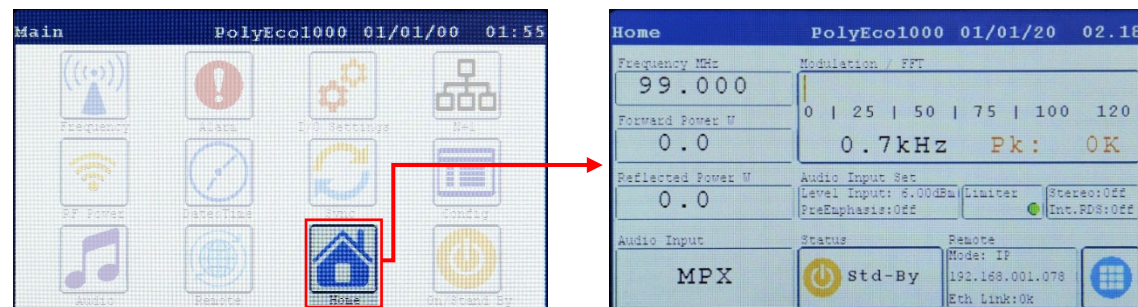 Main PolyEco1000 01/01/00 01:55
Frequency Alarm I/O Settings N+1
RF Power Date&Time Sync Config
Audio Remote Home On/Stand By
Home PolyEco1000 01/01/20 02.18
Frequency MHz
99.000
Modulation / FFT
0 | 25 | 50 | 75 | 100 120
0.7kHz Pk: 0K
Forward Power W
0.0
Reflected Power W
0.0
Audio Input Set
Level Input: 6.00dBm
PreEmphasis:Off
Limiter
Stereo:Off
Int.RDS:Off
Audio Input
MPX
Status
Std-By
Remote
Mode: IP
192.168.001.078
Eth Link:Ok